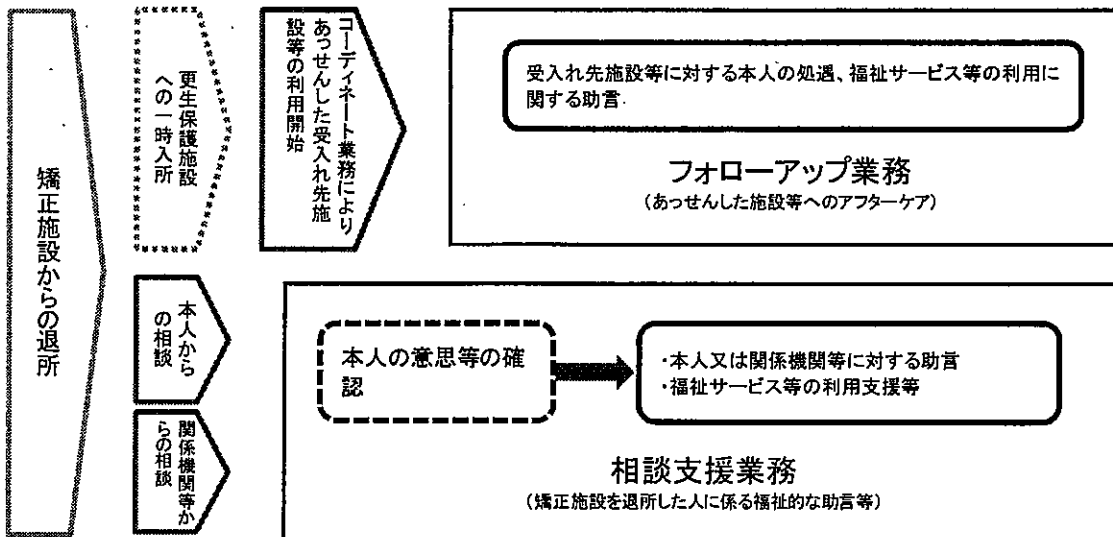 矯正施設からの退所
更生保護施設
への一時入所
コーディネート業務により
あっせんした受入れ先施
設等の利用開始
受入れ先施設等に対する本人の処遇、福祉サービス等の利用に
関する助言.
フォローアップ業務
(あっせんした施設等へのアフターケア)
本人から
の相談
関係機関等か
らの相談
本人の意思等の確
認
・本人又は関係機関等に対する助言
・福祉サービス等の利用支援等
相談支援業務
(矯正施設を退所した人に係る福祉的な助言等)